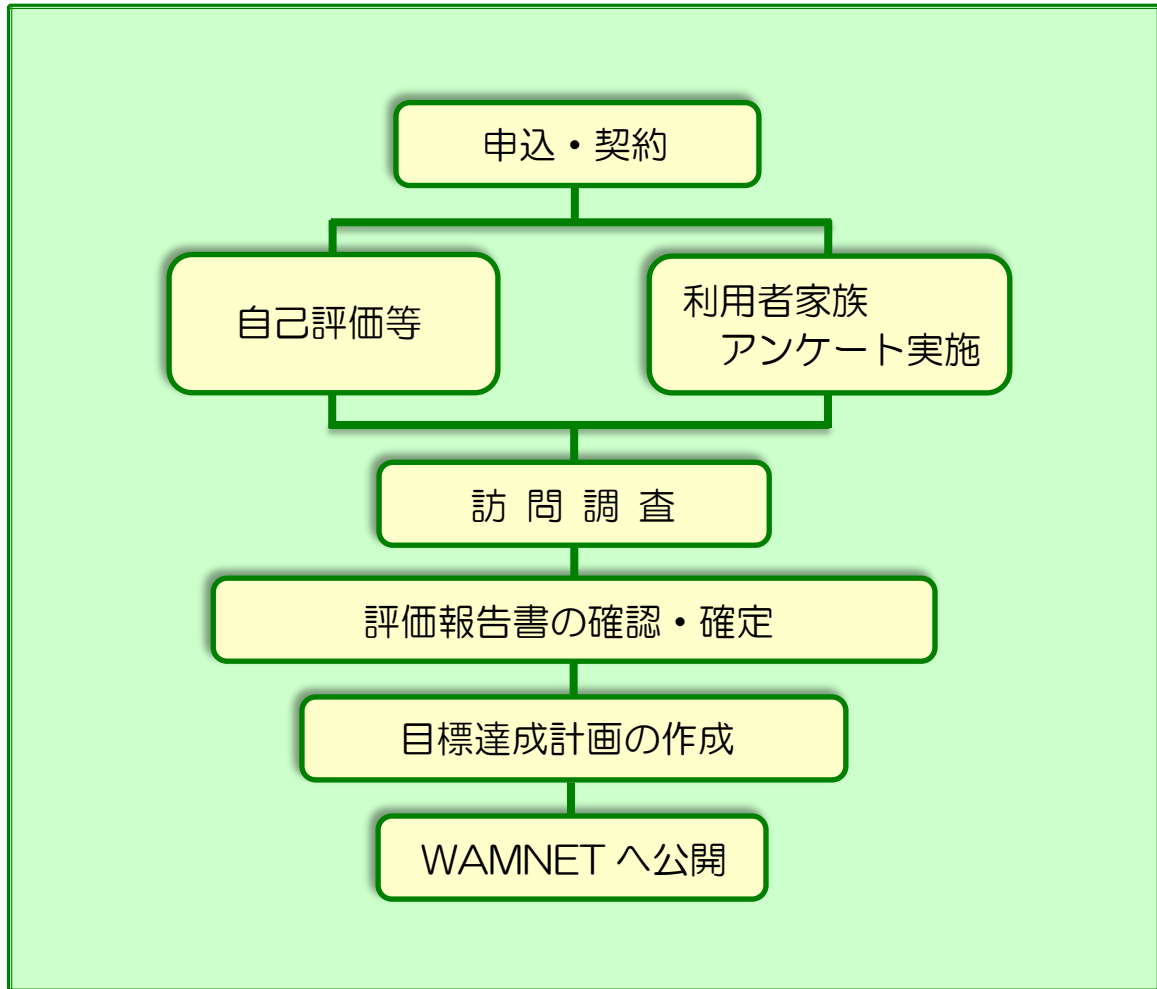 申込・契約
自己評価等
利用者家族
アンケート実施
訪 問 調 査
評価報告書の確認・確定
目標達成計画の作成
WAMNET へ公開